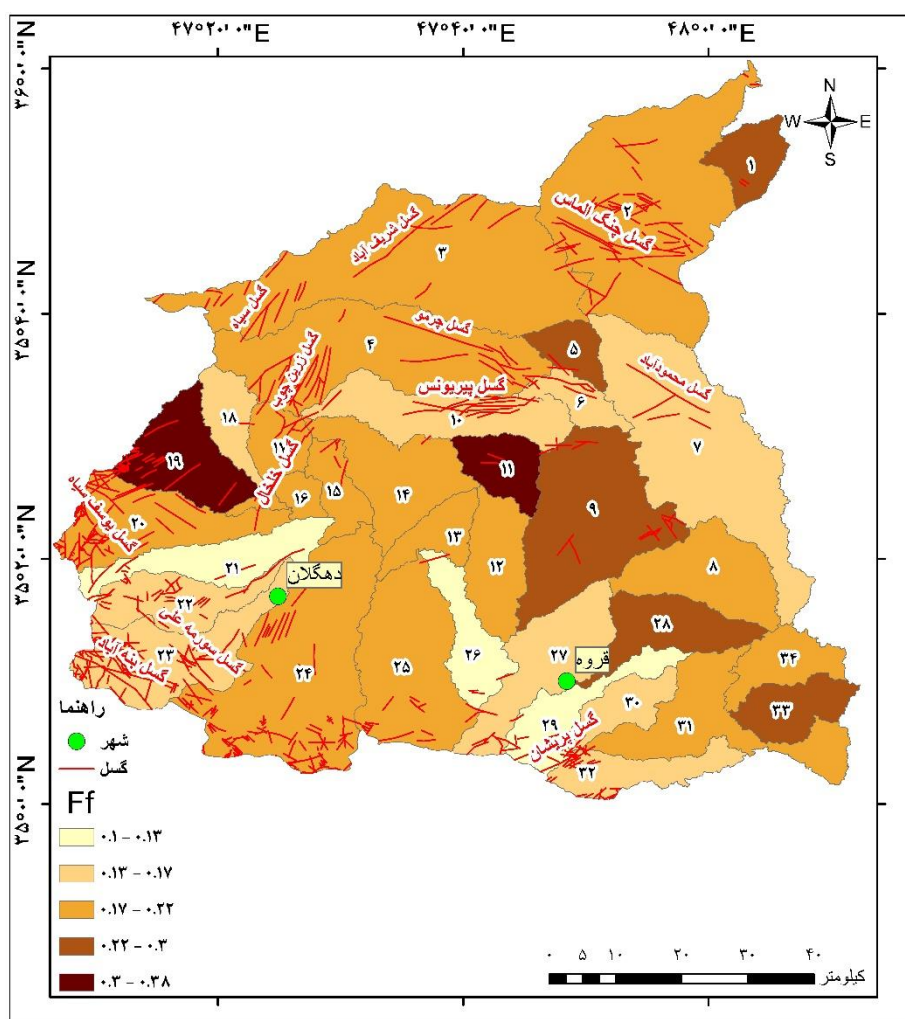 ۴۷°۲۰'۰"E
۴۷°۴۰'۰"E
۴۸°۰'۰"E
۳۶°۰'۰"N
۳۵°۴۰'۰"N
۳۵°۲۰'۰"N
۳۵°۰'۰"N
N
W
E
S
۱
۲
گسل چنگ الماس
۳
گسل شریف آباد
گسل سیاه
۴
گسل چرمو
۵
گسل زرین چوب
گسل پیریونس
۶
گسل محمودآباد
۷
۱۰
۱۸
۱۷
گسل خلخال
۱۹
۱۱
۹
۱۶
۱۵
۱۴
۲۰
گسل یوسف سیاه
۱۳
۱۲
۸
۲۱
دهگلان
۲۲
گسل سورمه علی
۲۳
گسل پنه آباد
۲۴
۲۵
۲۶
۲۷
قروه
۲۸
۲۹
گسل پریشان
۳۰
۳۱
۳۲
۳۳
۳۴
راهنما
شهر
گسل
Ff
۰.۱ – ۰.۱۳
۰.۱۳ – ۰.۱۷
۰.۱۷ – ۰.۲۲
۰.۲۲ – ۰.۳
۰.۳ – ۰.۳۸
۰ ۵ ۱۰ ۲۰ ۳۰ ۴۰
کیلومتر